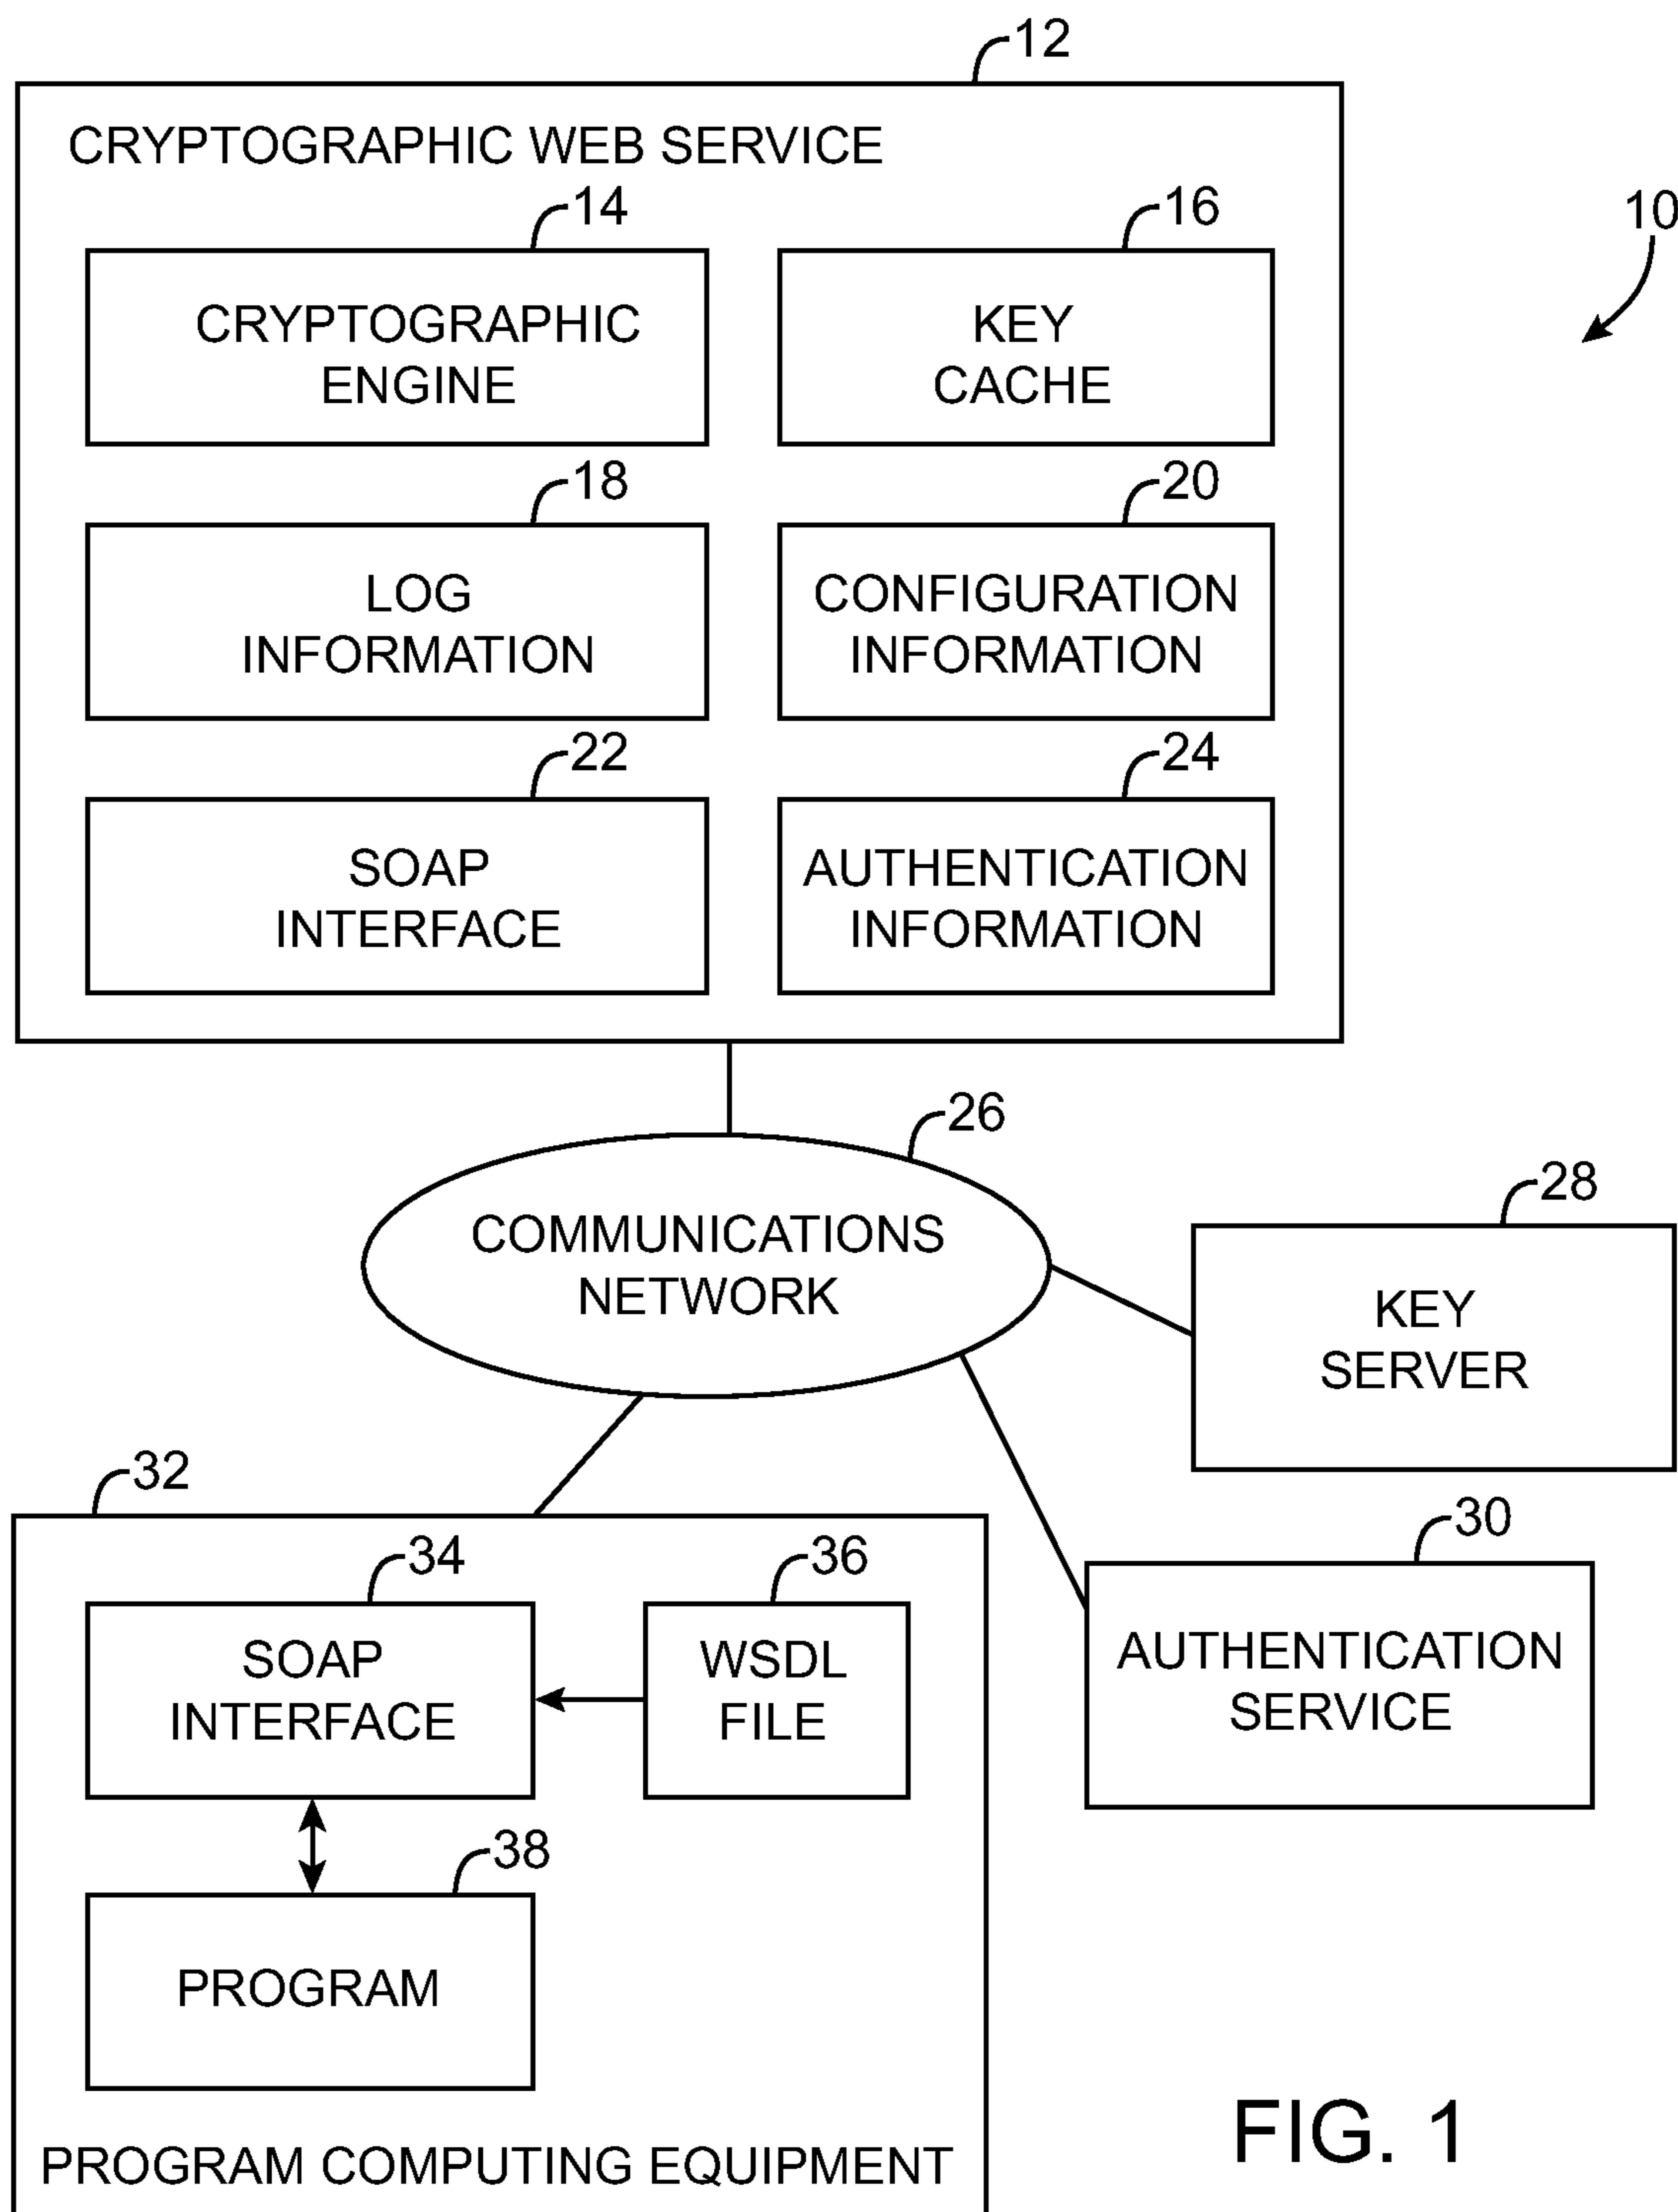 12
CRYPTOGRAPHIC WEB SERVICE
14
16
10
CRYPTOGRAPHIC
ENGINE
KEY
CACHE
18
20
LOG
INFORMATION
CONFIGURATION
INFORMATION
22
24
SOAP
INTERFACE
AUTHENTICATION
INFORMATION
26
COMMUNICATIONS
NETWORK
28
KEY
SERVER
32
30
34
36
SOAP
INTERFACE
WSDL
FILE
AUTHENTICATION
SERVICE
38
PROGRAM
PROGRAM COMPUTING EQUIPMENT
FIG. 1